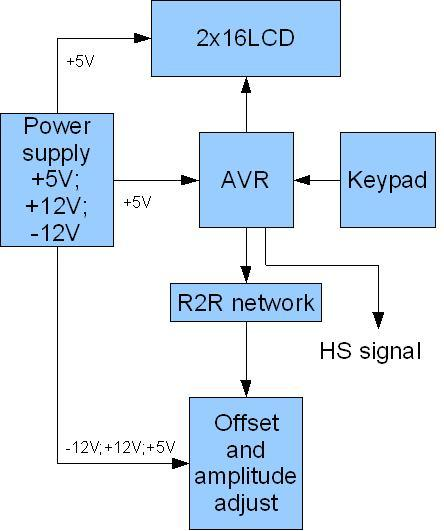 2x16LCD
+5V
Power
supply
+5V;
+12V;
-12V
+5V
AVR
Keypad
R2R network
HS signal
-12V;+12V;+5V
Offset
and
amplitude
adjust